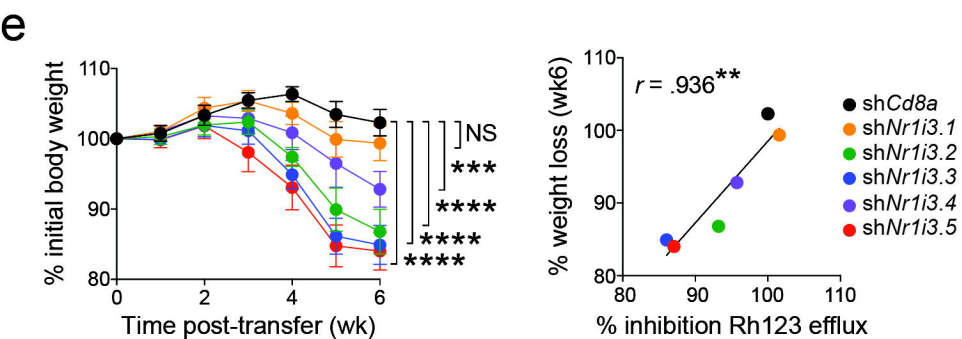 e
% initial body weight
110
100
90
80
0
2
4
6
Time post-transfer (wk)
NS
***
****
****
****
% weight loss (wk6)
110
100
90
80
r = .936**
80
90
100
110
% inhibition Rh123 efflux
shCd8a
shNr1i3.1
shNr1i3.2
shNr1i3.3
shNr1i3.4
shNr1i3.5